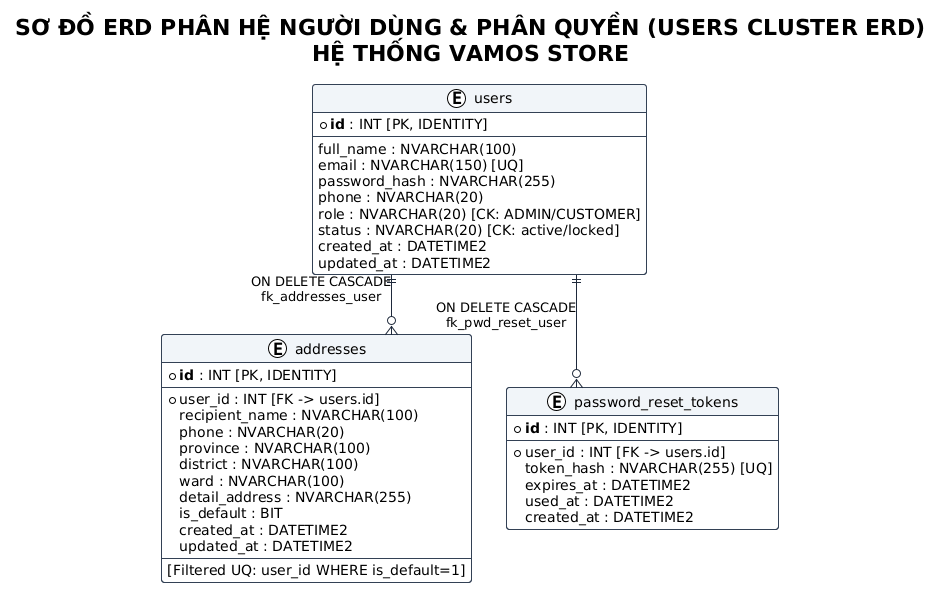 SƠ ĐỒ ERD PHÂN HỆ NGƯỜI DÙNG & PHÂN QUYỀN (USERS CLUSTER ERD)
HỆ THỐNG VAMOS STORE
E users
id : INT [PK, IDENTITY]
full_name : NVARCHAR(100)
email : NVARCHAR(150) [UQ]
password_hash : NVARCHAR(255)
phone : NVARCHAR(20)
role : NVARCHAR(20) [CK: ADMIN/CUSTOMER]
status : NVARCHAR(20) [CK: active/locked]
created_at : DATETIME2
updated_at : DATETIME2
ON DELETE CASCADE
fk_addresses_user
ON DELETE CASCADE
fk_pwd_reset_user
E addresses
id : INT [PK, IDENTITY]
user_id : INT [FK -> users.id]
recipient_name : NVARCHAR(100)
phone : NVARCHAR(20)
province : NVARCHAR(100)
district : NVARCHAR(100)
ward : NVARCHAR(100)
detail_address : NVARCHAR(255)
is_default : BIT
created_at : DATETIME2
updated_at : DATETIME2
[Filtered UQ: user_id WHERE is_default=1]
E password_reset_tokens
id : INT [PK, IDENTITY]
user_id : INT [FK -> users.id]
token_hash : NVARCHAR(255) [UQ]
expires_at : DATETIME2
used_at : DATETIME2
created_at : DATETIME2